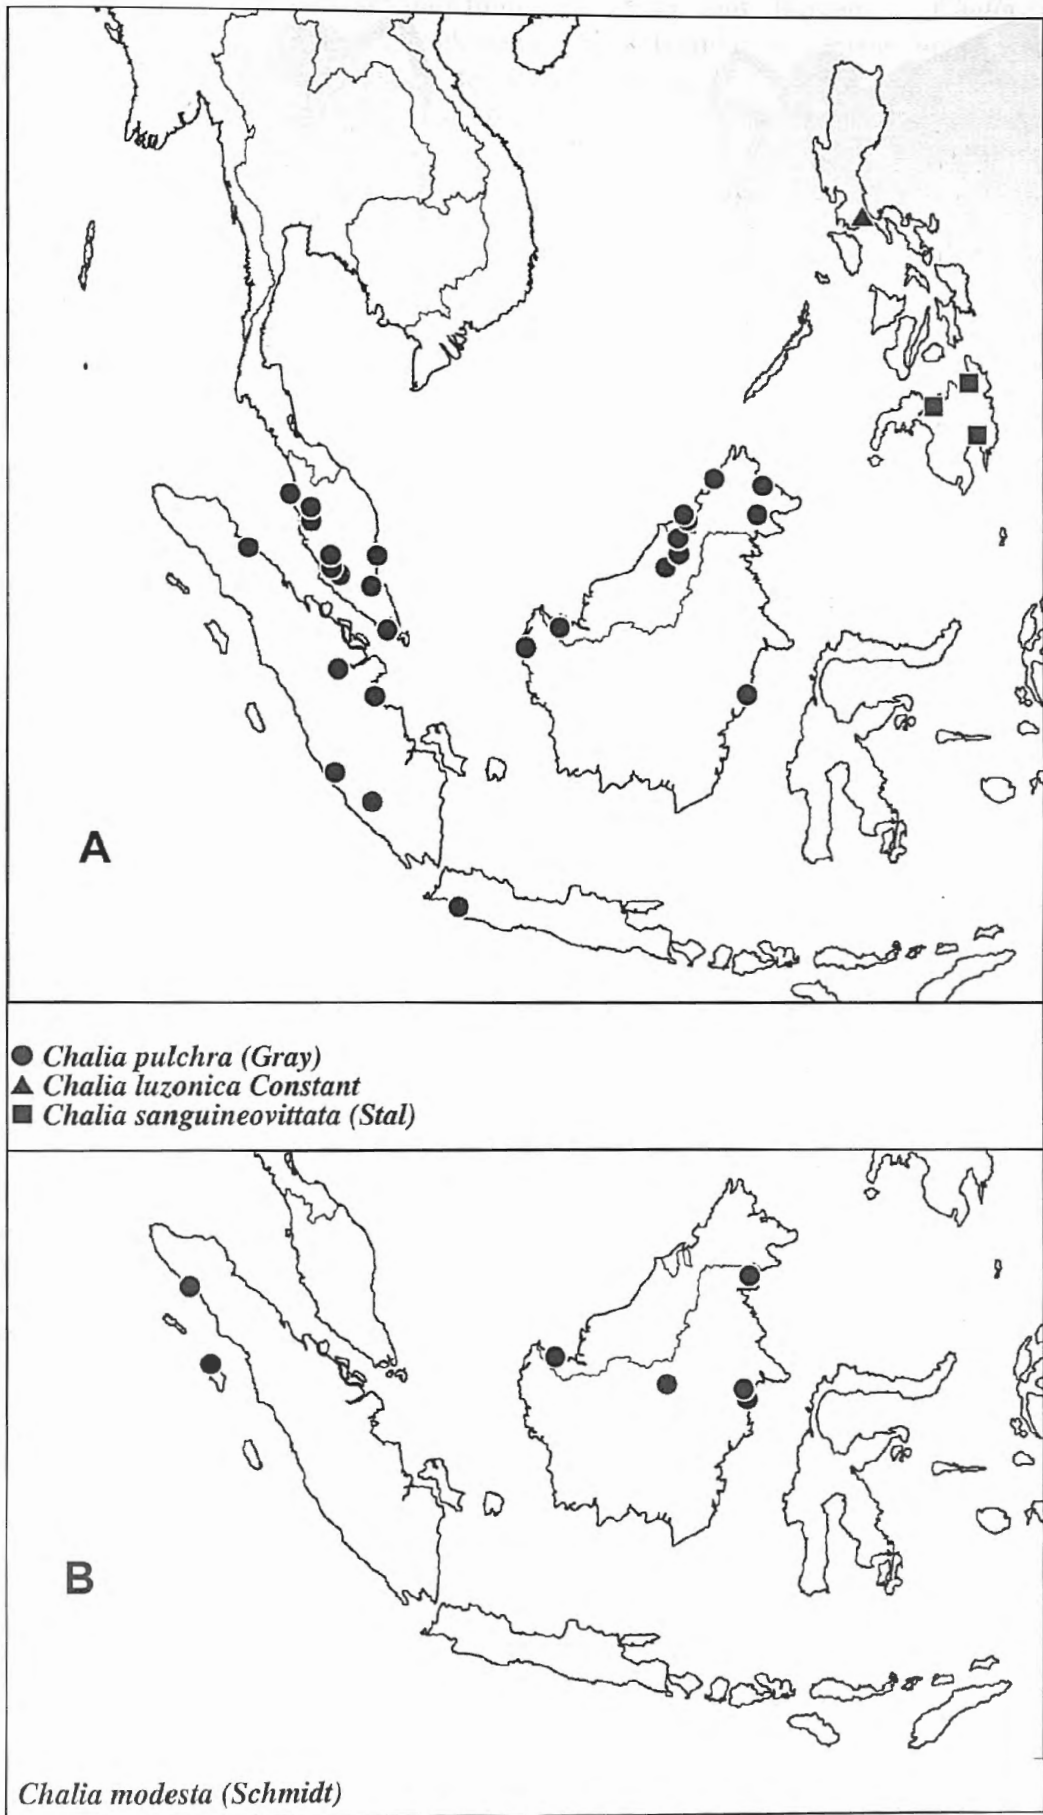 A
Chalia pulchra (Gray)
Chalia luzonica Constant
Chalia sanguineovittata (Stal)
B
Chalia modesta (Schmidt)